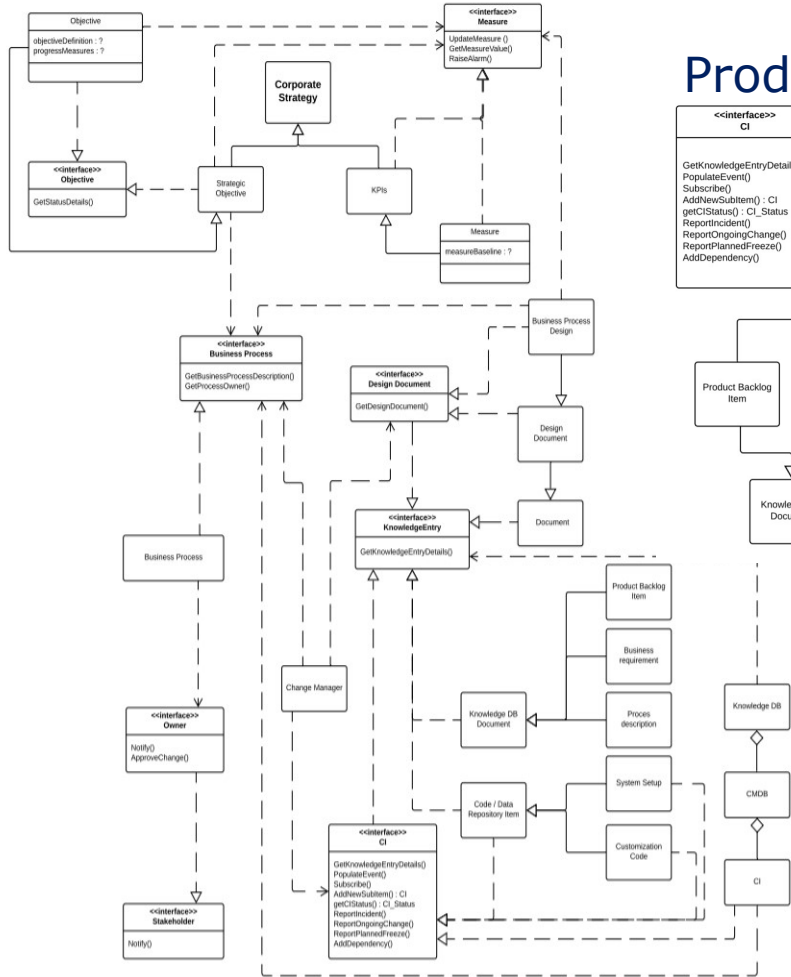 Objective
objectiveDefinition : ?
progressMeasures : ?
<<interface>>
Measure
UpdateMeasure ()
GetMeasureValue()
RaiseAlarm()
Corporate
Strategy
<<interface>>
Objective
GetStatusDetails()
Strategic
Objective
KPIs
Measure
measureBaseline : ?
<<interface>>
Business Process
GetBusinessProcessDescription()
GetProcessOwner()
Business Process
Design
<<interface>>
Design Document
GetDesignDocument()
Design
Document
<<interface>>
KnowledgeEntry
GetKnowledgeEntryDetails()
Document
Business Process
Product Backlog
Item
Business
requirement
Change Manager
Knowledge DB
Document
Proces
description
<<interface>>
Owner
Notify()
ApproveChange()
Code / Data
Repository Item
System Setup
Customization
Code
<<interface>>
CI
GetKnowledgeEntryDetails()
PopulateEvent()
Subscribe()
AddNewSubItem() : CI
getCIStatus() : CI_Status
ReportIncident()
ReportOngoingChange()
ReportPlannedFreeze()
AddDependency()
<<interface>>
Stakeholder
Notify()
Knowledge DB
CMDB
CI
Prod
<<interface>>
CI
GetKnowledgeEntryDetail
PopulateEvent()
Subscribe()
AddNewSubItem() : CI
getCIStatus() : CI_Status
ReportIncident()
ReportOngoingChange()
ReportPlannedFreeze()
AddDependency()
Product Backlog
Item
Knowle
Docu